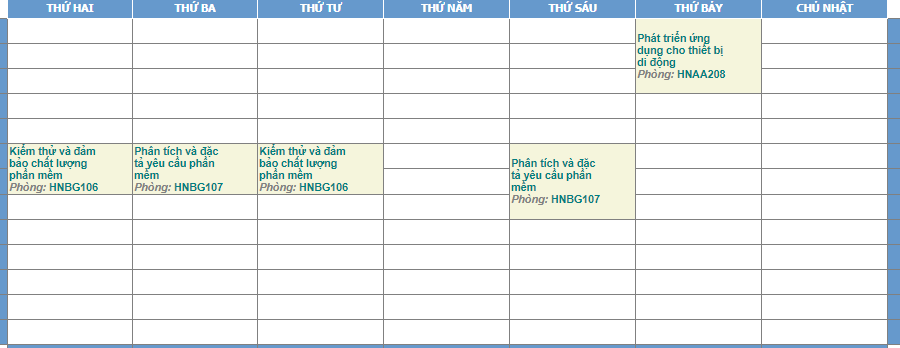 THỨ HAI THỨ BA THỨ TƯ THỨ NĂM THỨ SÁU THỨ BẢY CHỦ NHẬT
Phát triển ứng
dụng cho thiết bị
di động
Phòng: HNAA208
Kiểm thử và đảm
bảo chất lượng
phần mềm
Phòng: HNBG106
Phân tích và đặc
tả yêu cầu phần
mềm
Phòng: HNBG107
Kiểm thử và đảm
bảo chất lượng
phần mềm
Phòng: HNBG106
Phân tích và đặc
tả yêu cầu phần
mềm
Phòng: HNBG107